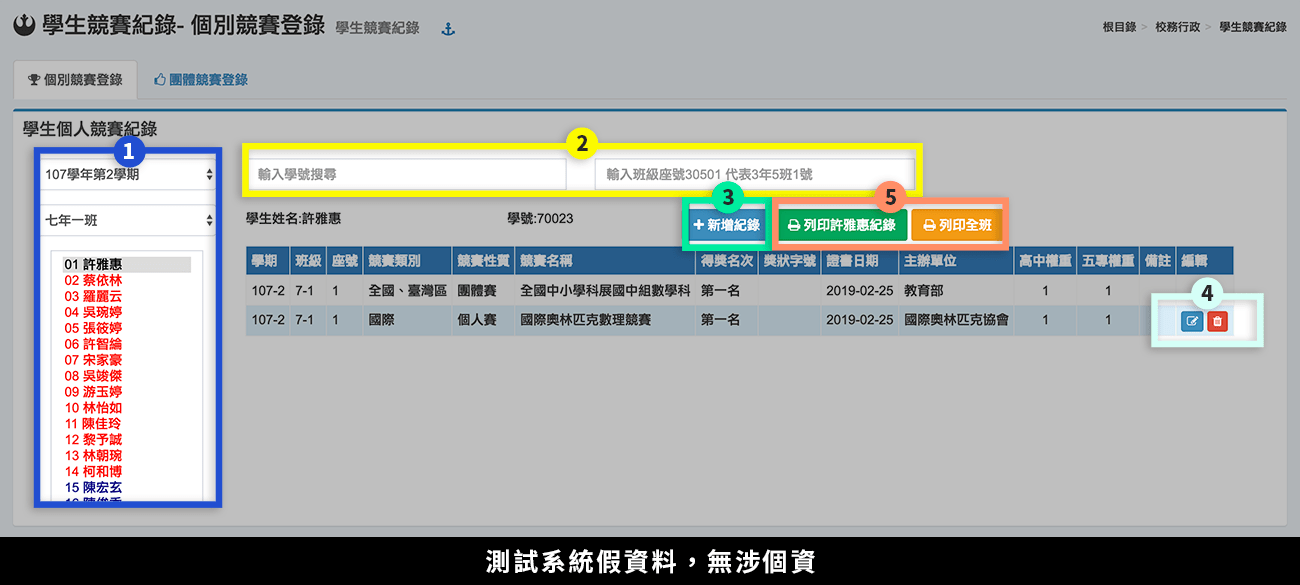 學生競賽紀錄- 個別競賽登錄 學生競賽紀錄
根目錄 > 校務行政 > 學生競賽紀錄
個別競賽登錄 團體競賽登錄
學生個人競賽紀錄
1
107學年第2學期
七年一班
01 許雅惠
02 蔡依林
03 羅麗云
04 吳琬婷
05 張筱婷
06 許智綸
07 宋家豪
08 吳竣傑
09 游玉婷
10 林怡如
11 陳佳玲
12 黎予誠
13 林朝琬
14 柯和博
15 陳宏玄
2
輸入學號搜尋 輸入班級座號30501 代表3年5班1號
3 5
學生姓名:許雅惠 學號:70023 新增紀錄 列印許雅惠紀錄 列印全班
學期 班級 座號 競賽類別 競賽性質 競賽名稱 得獎名次 獎狀字號 證書日期 主辦單位 高中權重 五專權重 備註 編輯
107-2 7-1 1 全國、臺灣區 團體賽 全國中小學科展國中組數學科 第一名 2019-02-25 教育部 1 1
4
107-2 7-1 1 國際 個人賽 國際奧林匹克數理競賽 第一名 2019-02-25 國際奧林匹克協會 1 1
測試系統假資料，無涉個資